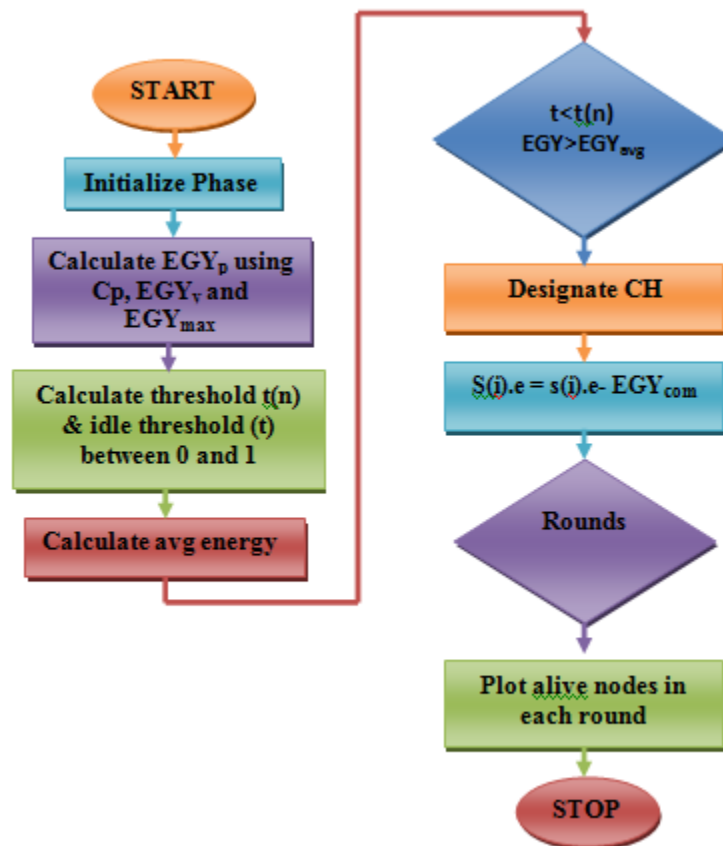 START
Initialize Phase
Calculate EGYp using
Cp, EGYv and
EGYmax
Calculate threshold t(n)
& idle threshold (t)
between 0 and 1
Calculate avg energy
t<t(n)
EGY>EGYavg
Designate CH
S(i).e = s(i).e- EGYcom
Rounds
Plot alive nodes in
each round
STOP